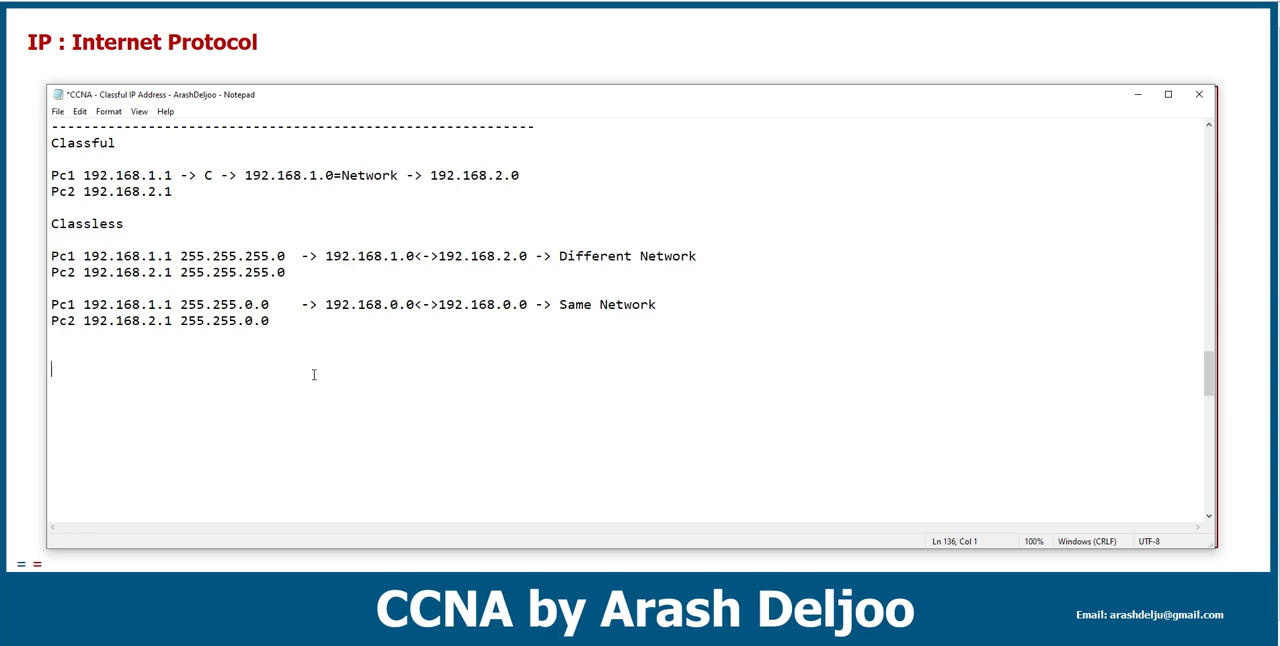 IP : Internet Protocol
*CCNA - Classful IP Address - ArashDeljoo - Notepad
File Edit Format View Help
------------------------------------------------------------
Classful
Pc1 192.168.1.1 -> C -> 192.168.1.0=Network -> 192.168.2.0
Pc2 192.168.2.1
Classless
Pc1 192.168.1.1 255.255.255.0  -> 192.168.1.0<->192.168.2.0 -> Different Network
Pc2 192.168.2.1 255.255.255.0
Pc1 192.168.1.1 255.255.0.0    -> 192.168.0.0<->192.168.0.0 -> Same Network
Pc2 192.168.2.1 255.255.0.0
Ln 136, Col 1 100% Windows (CRLF) UTF-8
= =
CCNA by Arash Deljoo
Email: arashdelju@gmail.com